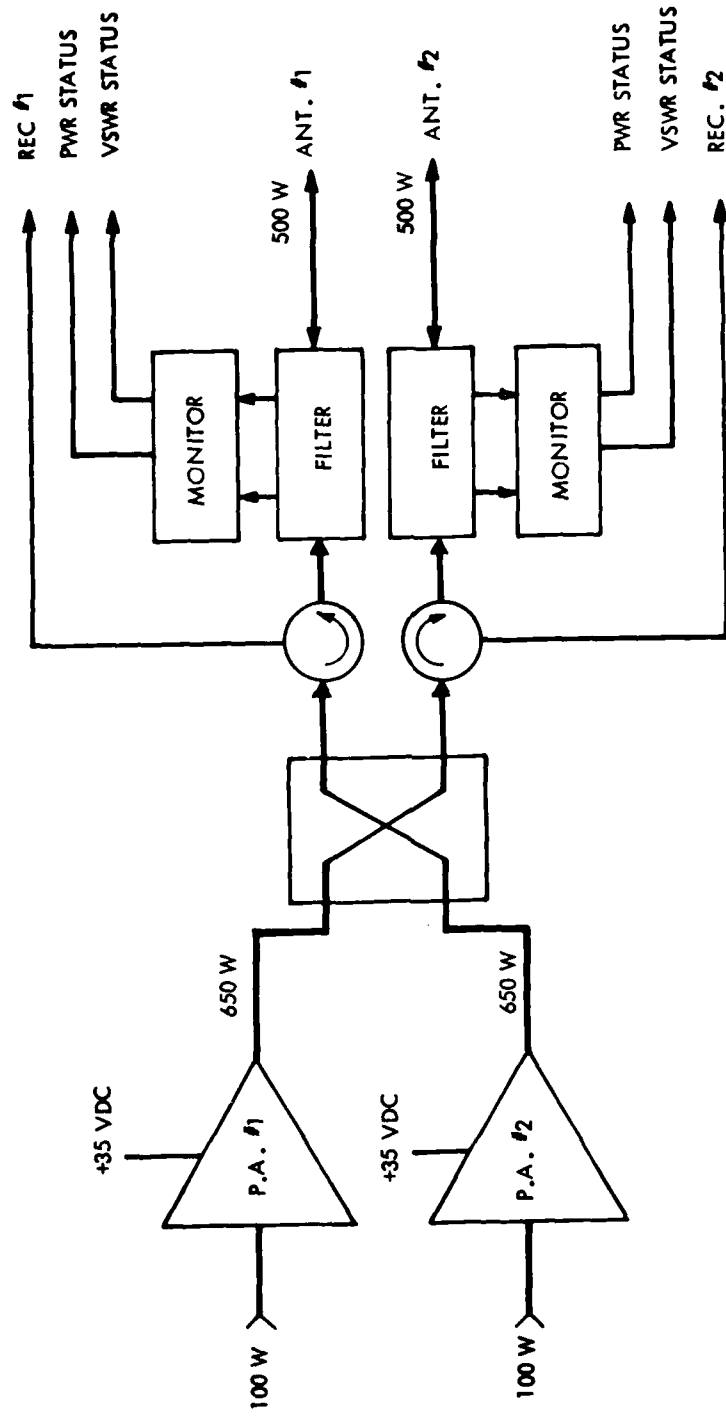 REC #1
PWR STATUS
VSWR STATUS
500 W
ANT. #1
MONITOR
FILTER
+35 VDC
650 W
P.A. #1
100 W
500 W
ANT. #2
FILTER
MONITOR
+35 VDC
650 W
P.A. #2
100 W
PWR STATUS
VSWR STATUS
REC. #2